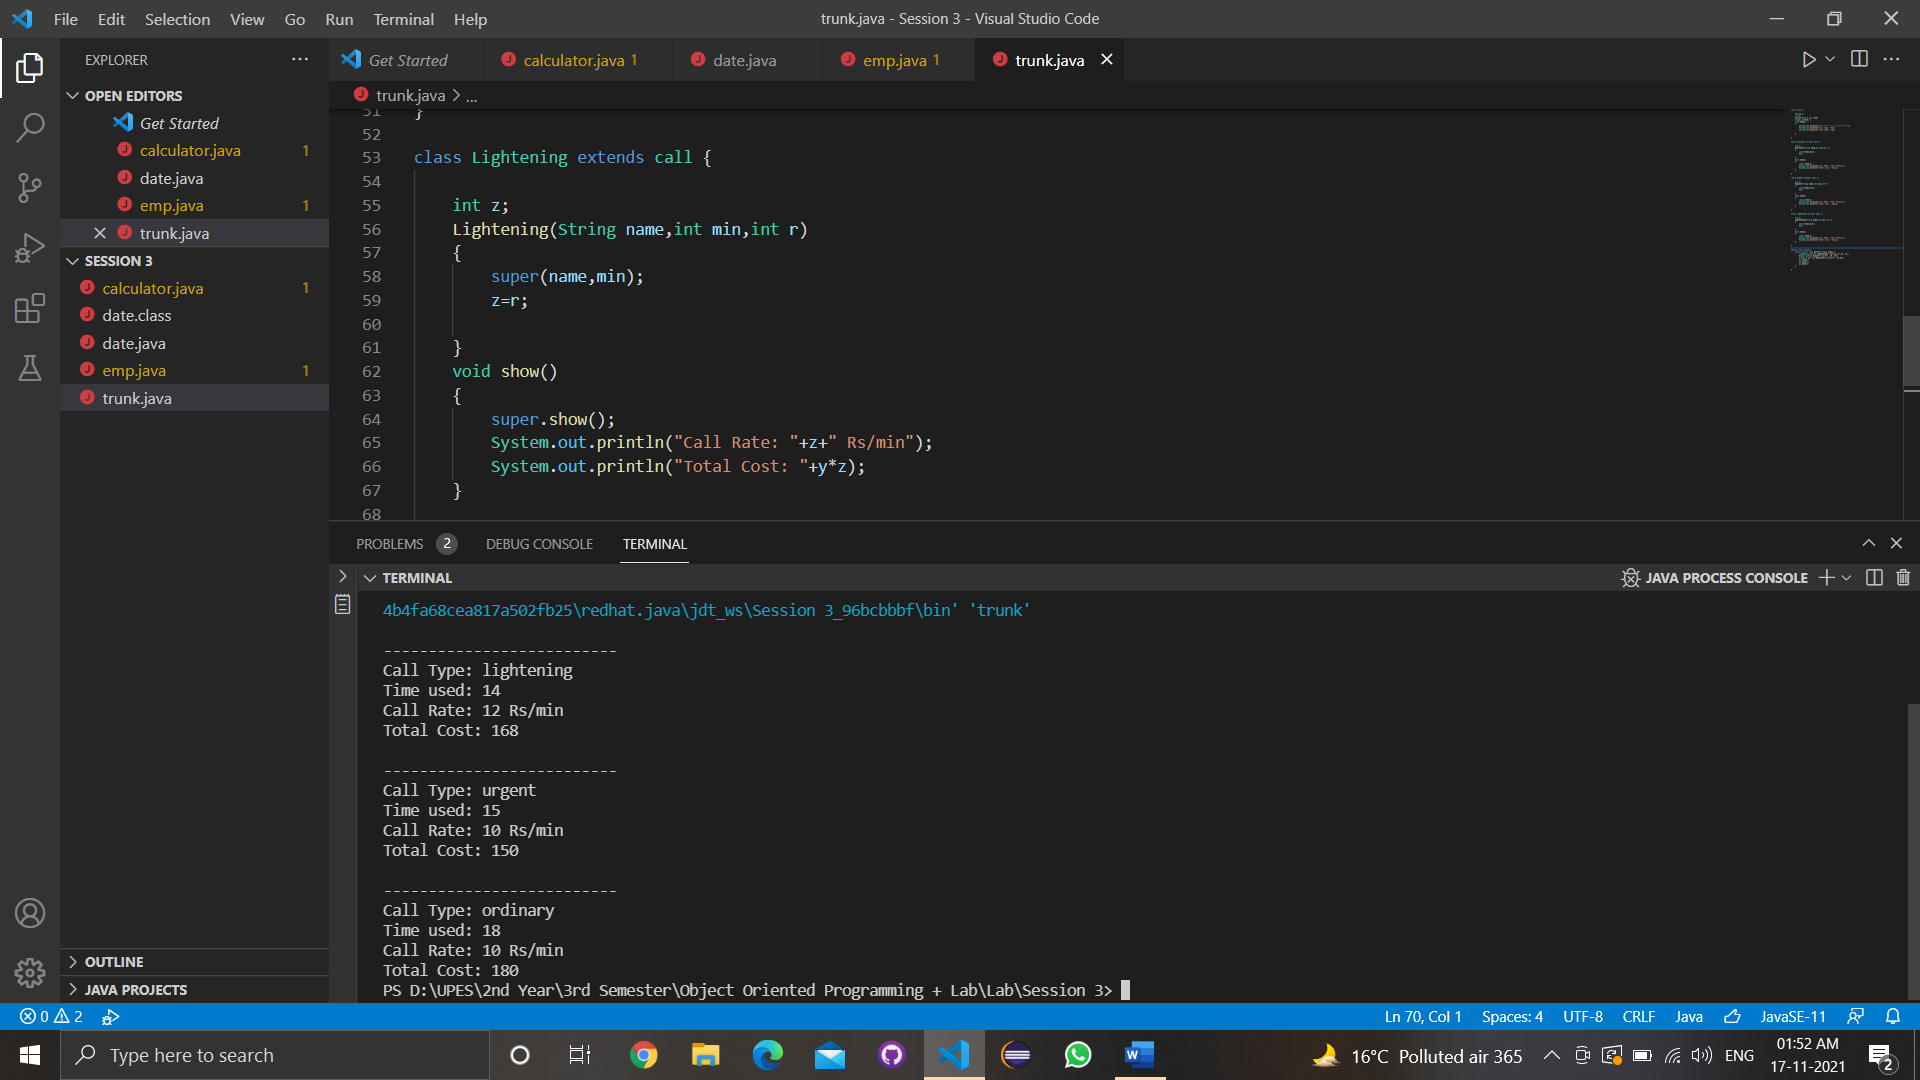 File Edit Selection View Go Run Terminal Help
trunk.java - Session 3 - Visual Studio Code
EXPLORER
OPEN EDITORS
Get Started
calculator.java 1
date.java
emp.java 1
trunk.java
SESSION 3
calculator.java 1
date.class
date.java
emp.java 1
trunk.java
OUTLINE
JAVA PROJECTS
Get Started calculator.java 1 date.java emp.java 1 trunk.java
trunk.java > ...
51 }
52
53 class Lightening extends call {
54
55 int z;
56 Lightening(String name,int min,int r)
57 {
58 super(name,min);
59 z=r;
60
61 }
62 void show()
63 {
64 super.show();
65 System.out.println("Call Rate: "+z+" Rs/min");
66 System.out.println("Total Cost: "+y*z);
67 }
68
PROBLEMS 2 DEBUG CONSOLE TERMINAL
TERMINAL
JAVA PROCESS CONSOLE
4b4fa68cea817a502fb25\redhat.java\jdt_ws\Session 3_96bcbbbf\bin' 'trunk'
--------------------------
Call Type: lightening
Time used: 14
Call Rate: 12 Rs/min
Total Cost: 168
--------------------------
Call Type: urgent
Time used: 15
Call Rate: 10 Rs/min
Total Cost: 150
--------------------------
Call Type: ordinary
Time used: 18
Call Rate: 10 Rs/min
Total Cost: 180
PS D:\UPES\2nd Year\3rd Semester\Object Oriented Programming + Lab\Lab\Session 3>
0 2
Ln 70, Col 1 Spaces: 4 UTF-8 CRLF Java JavaSE-11
Type here to search
16°C Polluted air 365
ENG
01:52 AM
17-11-2021
2